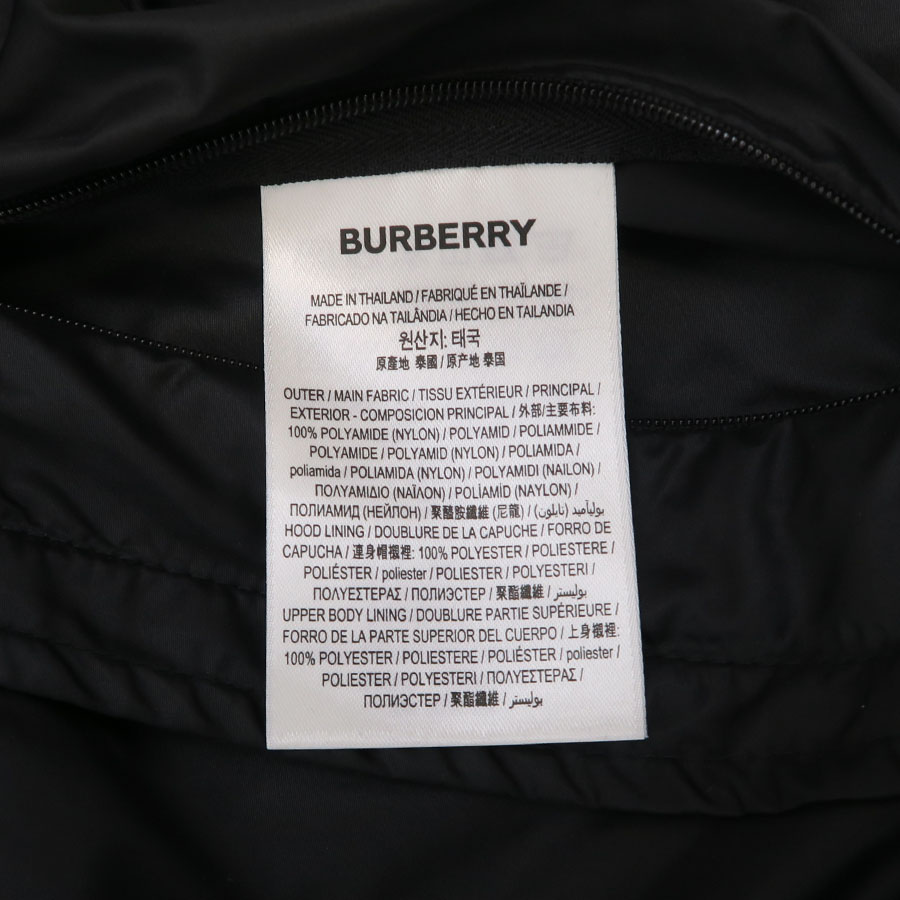 BURBERRY
MADE IN THAILAND / FABRIQUÉ EN THAÏLANDE /
FABRICADO NA TAILÂNDIA / HECHO EN TAILANDIA
원산지: 태국
原產地 泰國 / 原产地 泰国
OUTER / MAIN FABRIC / TISSU EXTÉRIEUR / PRINCIPAL /
EXTERIOR - COMPOSICION PRINCIPAL / 外部/主要布料:
100% POLYAMIDE (NYLON) / POLYAMID / POLIAMMIDE /
POLYAMIDE / POLYAMID (NYLON) / POLIAMIDA /
poliamida / POLIAMIDA (NYLON) / POLYAMIDI (NAILON) /
ΠΟΛΥΑΜΙΔΙΟ (ΝΑΪΛΟΝ) / POLİAMİD (NAYLON) /
ПОЛИАМИД (НЕЙЛОН) / 聚醯胺纖維 (尼龍) / بوليآميد (نايلون) /
HOOD LINING / DOUBLURE DE LA CAPUCHE / FORRO DE
CAPUCHA / 連身帽襯裡: 100% POLYESTER / POLIESTERE /
POLIÉSTER / poliester / POLIESTER / POLYESTERI /
ΠΟΛΥΕΣΤΕΡΑΣ / ПОЛИЭСТЕР / 聚酯纖維 / بوليستر /
UPPER BODY LINING / DOUBLURE PARTIE SUPÉRIEURE /
FORRO DE LA PARTE SUPERIOR DEL CUERPO / 上身襯裡:
100% POLYESTER / POLIESTERE / POLIÉSTER / poliester /
POLIESTER / POLYESTERI / ΠΟΛΥΕΣΤΕΡΑΣ /
ПОЛИЭСТЕР / 聚酯纖維 / بوليستر